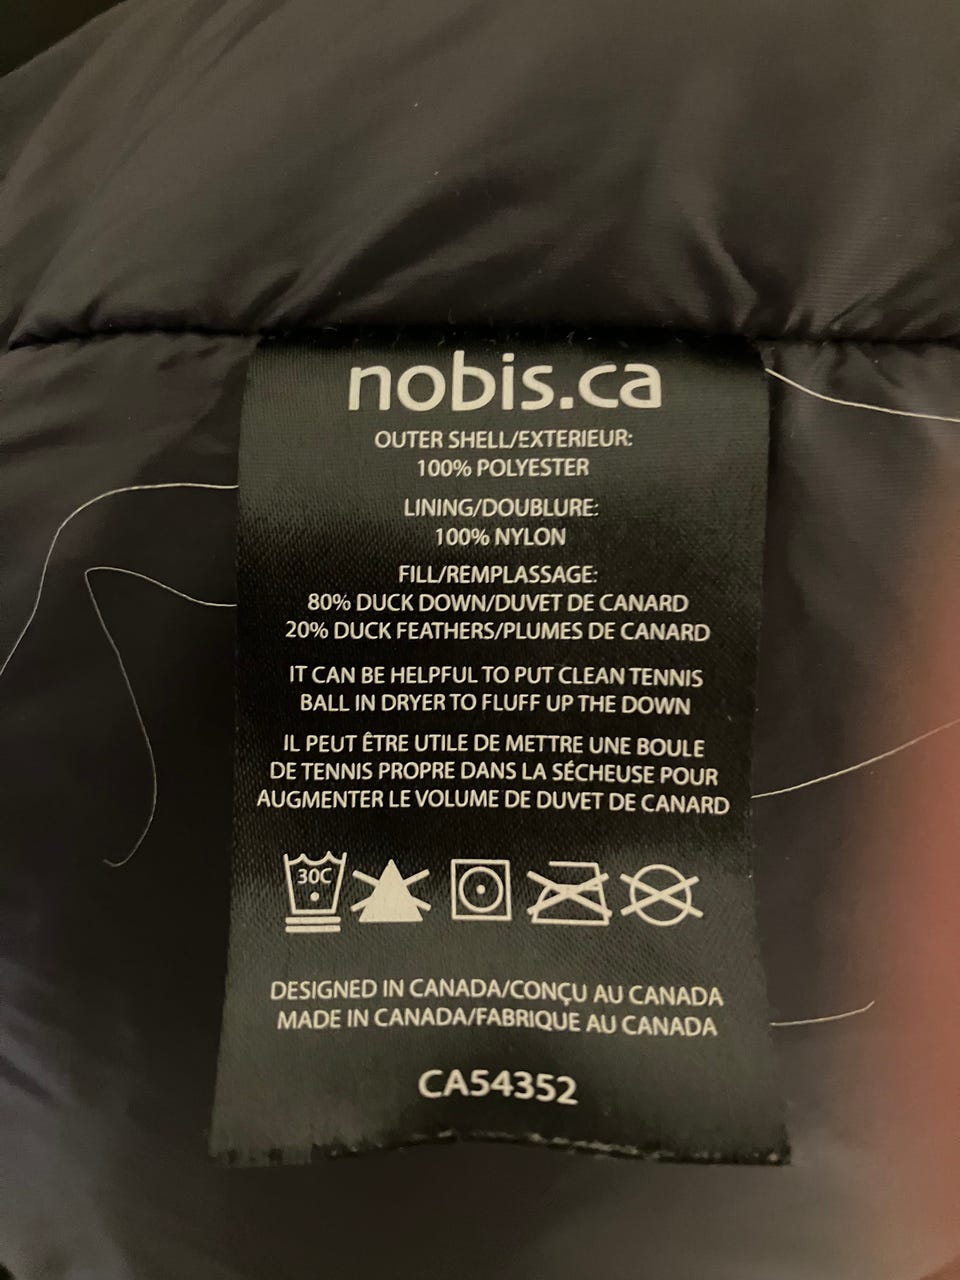 nobis.ca
OUTER SHELL/EXTERIEUR:
100% POLYESTER
LINING/DOUBLURE:
100% NYLON
FILL/REMPLASSAGE:
80% DUCK DOWN/DUVET DE CANARD
20% DUCK FEATHERS/PLUMES DE CANARD
IT CAN BE HELPFUL TO PUT CLEAN TENNIS
BALL IN DRYER TO FLUFF UP THE DOWN
IL PEUT ÊTRE UTILE DE METTRE UNE BOULE
DE TENNIS PROPRE DANS LA SÉCHEUSE POUR
AUGMENTER LE VOLUME DE DUVET DE CANARD
30C
DESIGNED IN CANADA/CONÇU AU CANADA
MADE IN CANADA/FABRIQUE AU CANADA
CA54352